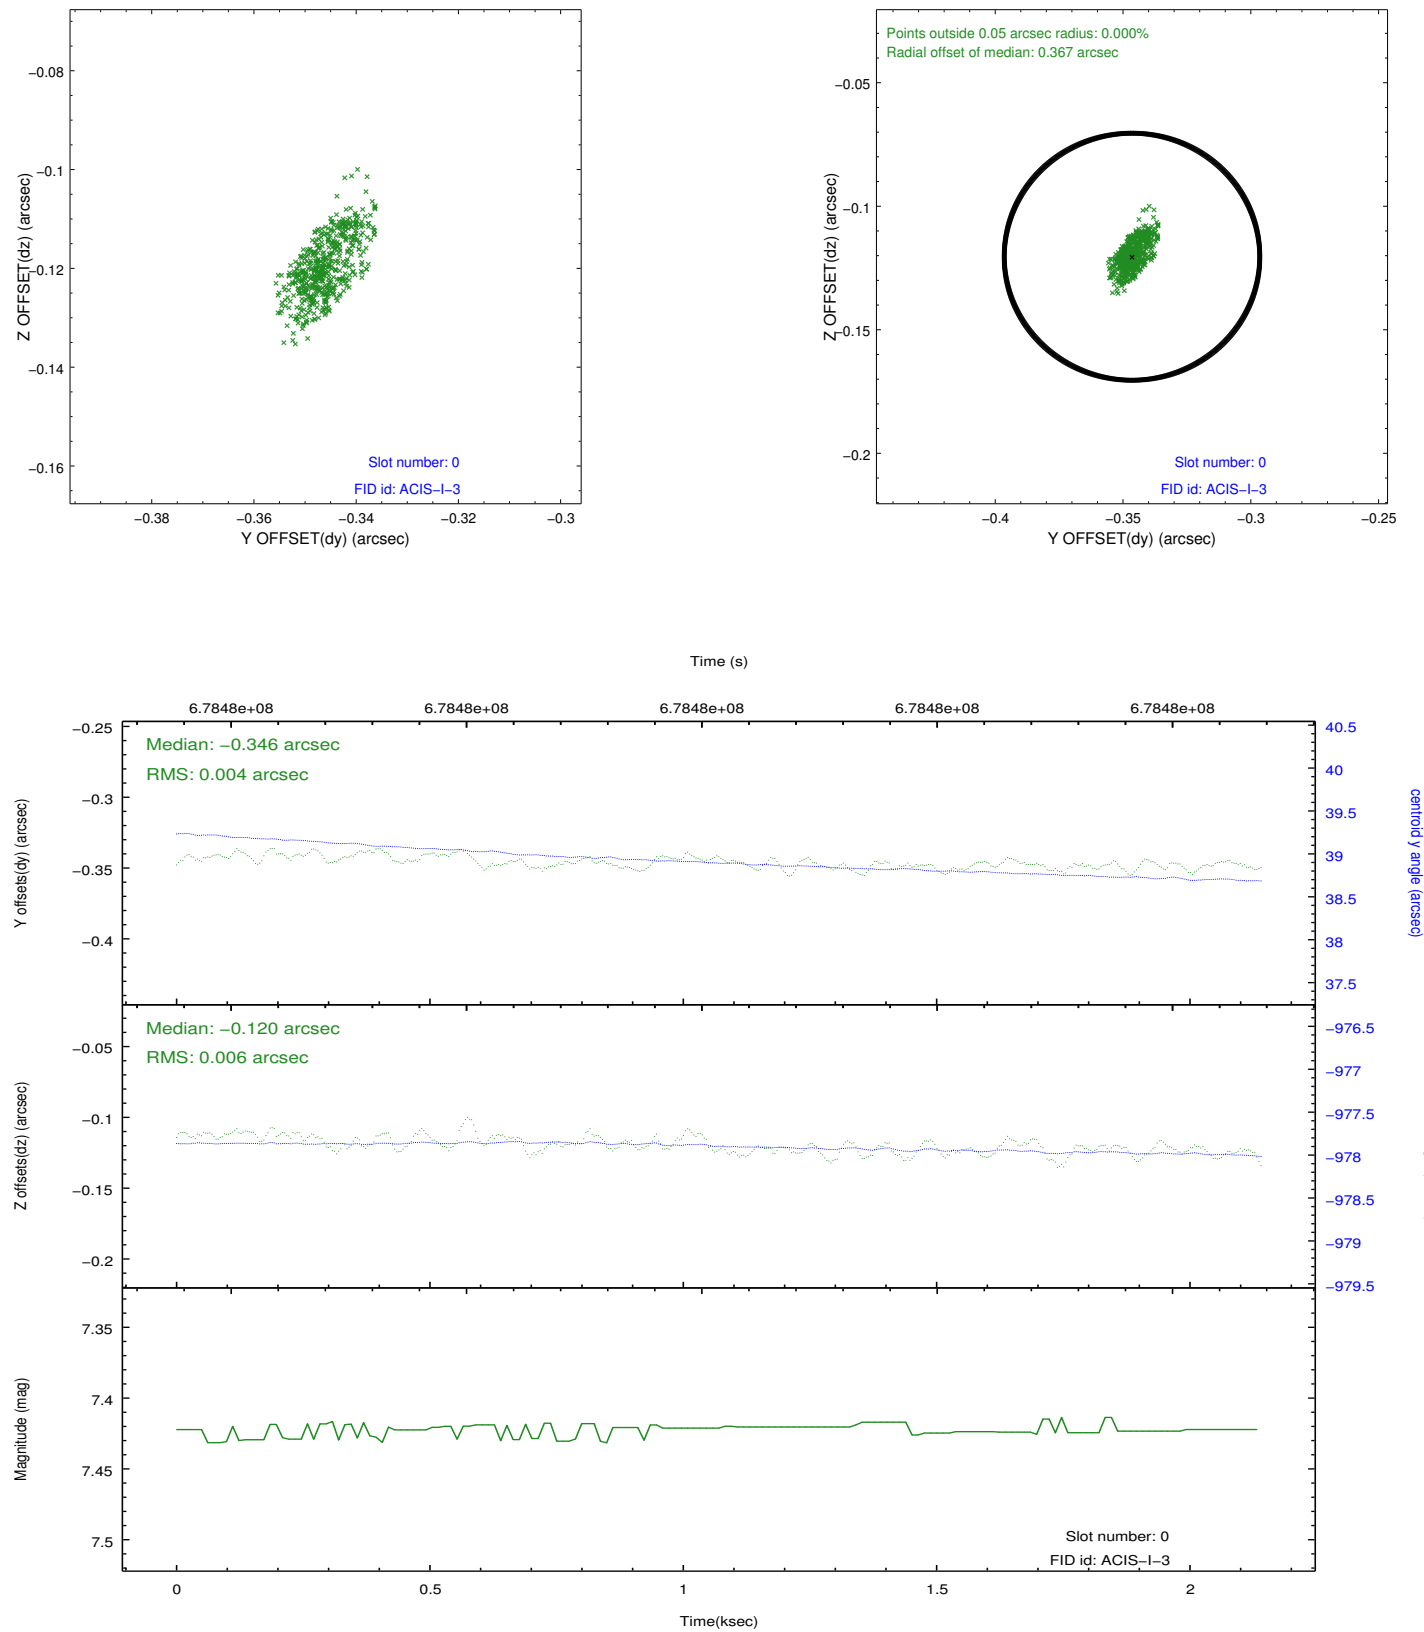 −0.08
−0.1
−0.12
−0.14
−0.16
Z OFFSET(dz) (arcsec)
Slot number: 0
FID id: ACIS−I−3
−0.38
−0.36
−0.34
−0.32
−0.3
Y OFFSET(dy) (arcsec)
Points outside 0.05 arcsec radius: 0.000%
Radial offset of median: 0.367 arcsec
−0.05
−0.1
−0.15
−0.2
Z OFFSET(dz) (arcsec)
Slot number: 0
FID id: ACIS−I−3
−0.4
−0.35
−0.3
−0.25
Y OFFSET(dy) (arcsec)
Time (s)
6.7848e+08
6.7848e+08
6.7848e+08
6.7848e+08
6.7848e+08
Median: −0.346 arcsec
RMS: 0.004 arcsec
−0.25
−0.3
−0.35
−0.4
Y offsets(dy) (arcsec)
40.5
40
39.5
39
38.5
38
37.5
centroid y angle (arcsec)
Median: −0.120 arcsec
RMS: 0.006 arcsec
−0.05
−0.1
−0.15
−0.2
Z offsets(dz) (arcsec)
−976.5
−977
−977.5
−978
−978.5
−979
−979.5
7.35
7.4
7.45
7.5
Magnitude (mag)
Slot number: 0
FID id: ACIS−I−3
0
0.5
1
1.5
2
Time(ksec)